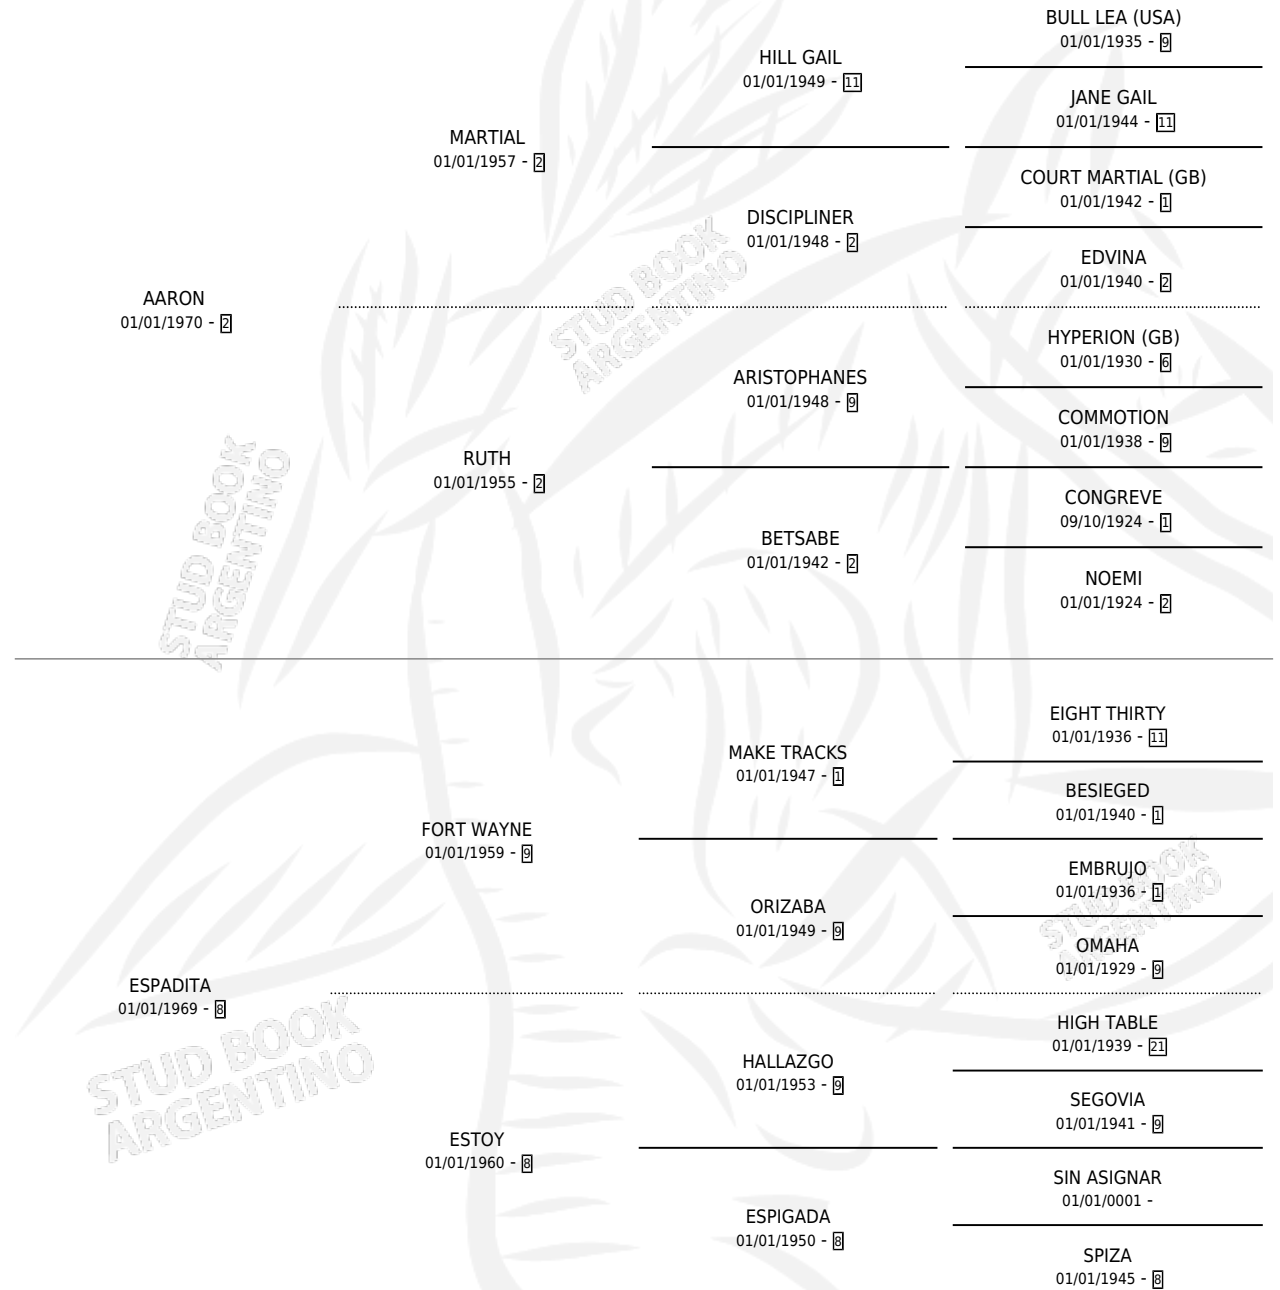 BULL LEA (USA)
01/01/1935 - 9
HILL GAIL
01/01/1949 - 11
JANE GAIL
01/01/1944 - 11
MARTIAL
01/01/1957 - 2
COURT MARTIAL (GB)
01/01/1942 - 1
DISCIPLINER
01/01/1948 - 2
EDVINA
01/01/1940 - 2
AARON
01/01/1970 - 2
HYPERION (GB)
01/01/1930 - 6
ARISTOPHANES
01/01/1948 - 9
COMMOTION
01/01/1938 - 9
RUTH
01/01/1955 - 2
CONGREVE
09/10/1924 - 1
BETSABE
01/01/1942 - 2
NOEMI
01/01/1924 - 2
EIGHT THIRTY
01/01/1936 - 11
MAKE TRACKS
01/01/1947 - 1
BESIEGED
01/01/1940 - 1
FORT WAYNE
01/01/1959 - 9
EMBRUJO
01/01/1936 - 1
ORIZABA
01/01/1949 - 9
OMAHA
01/01/1929 - 9
ESPADITA
01/01/1969 - 8
HIGH TABLE
01/01/1939 - 21
HALLAZGO
01/01/1953 - 9
SEGOVIA
01/01/1941 - 9
ESTOY
01/01/1960 - 8
SIN ASIGNAR
01/01/0001 -
ESPIGADA
01/01/1950 - 8
SPIZA
01/01/1945 - 8
STUD BOOK
ARGENTINO
STUD BOOK
ARGENTINO
STUD BOOK
ARGENTINO
STUD BOOK
ARGENTINO